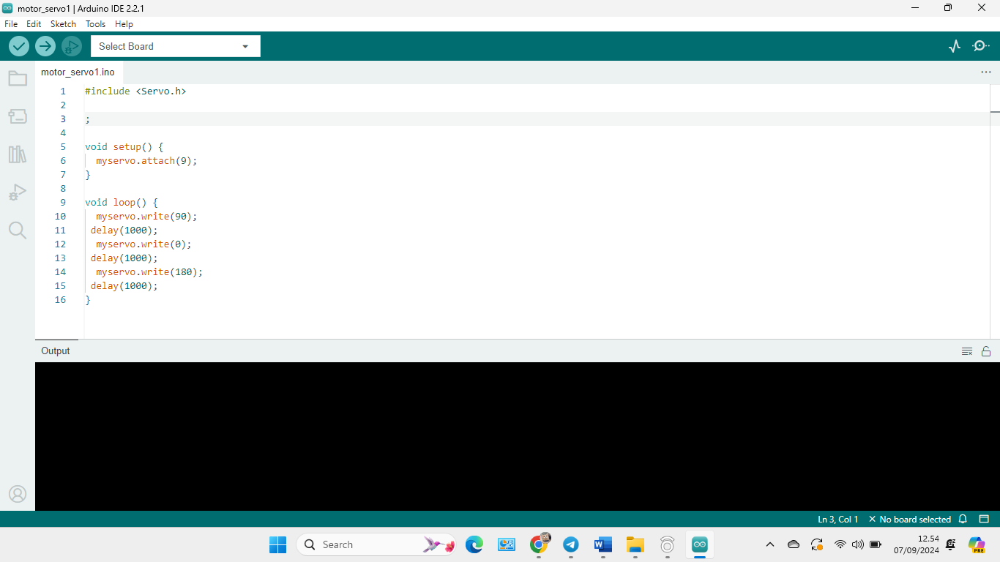 motor_servo1 | Arduino IDE 2.2.1
File Edit Sketch Tools Help
Select Board
motor_servo1.ino
1 #include <Servo.h>
2
3 ;
4
5 void setup() {
6 myservo.attach(9);
7 }
8
9 void loop() {
10 myservo.write(90);
11 delay(1000);
12 myservo.write(0);
13 delay(1000);
14 myservo.write(180);
15 delay(1000);
16 }
Output
Ln 3, Col 1 × No board selected
Search
12.54
07/09/2024
PRE